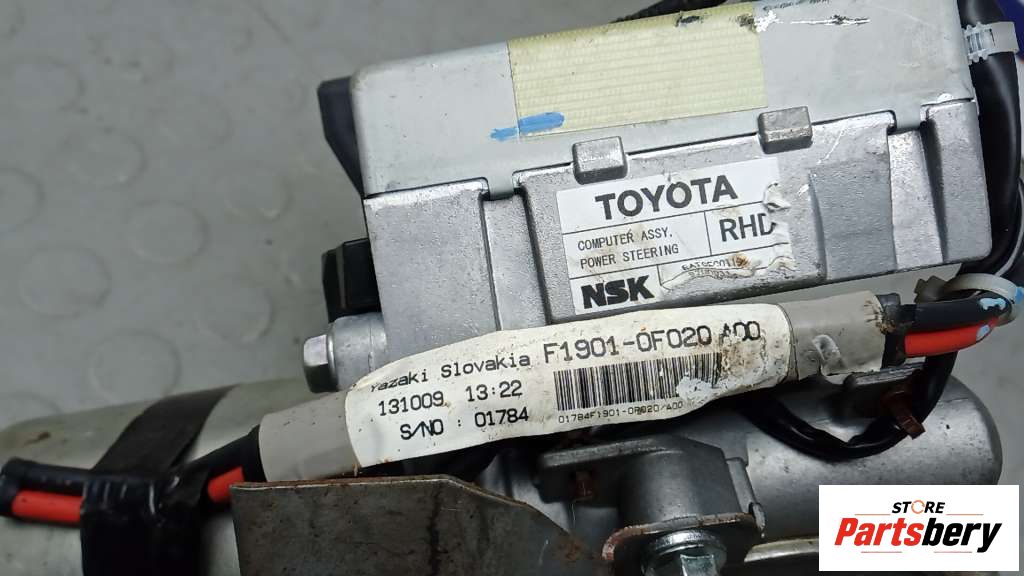 TOYOTA
COMPUTER ASSY.
POWER STEERING
RHD
NSK
Yazaki Slovakia F1901-0F020 A00
131009 13:22
S/NO : 01784
01784F1901-0R020/A00
STORE
Partsbery